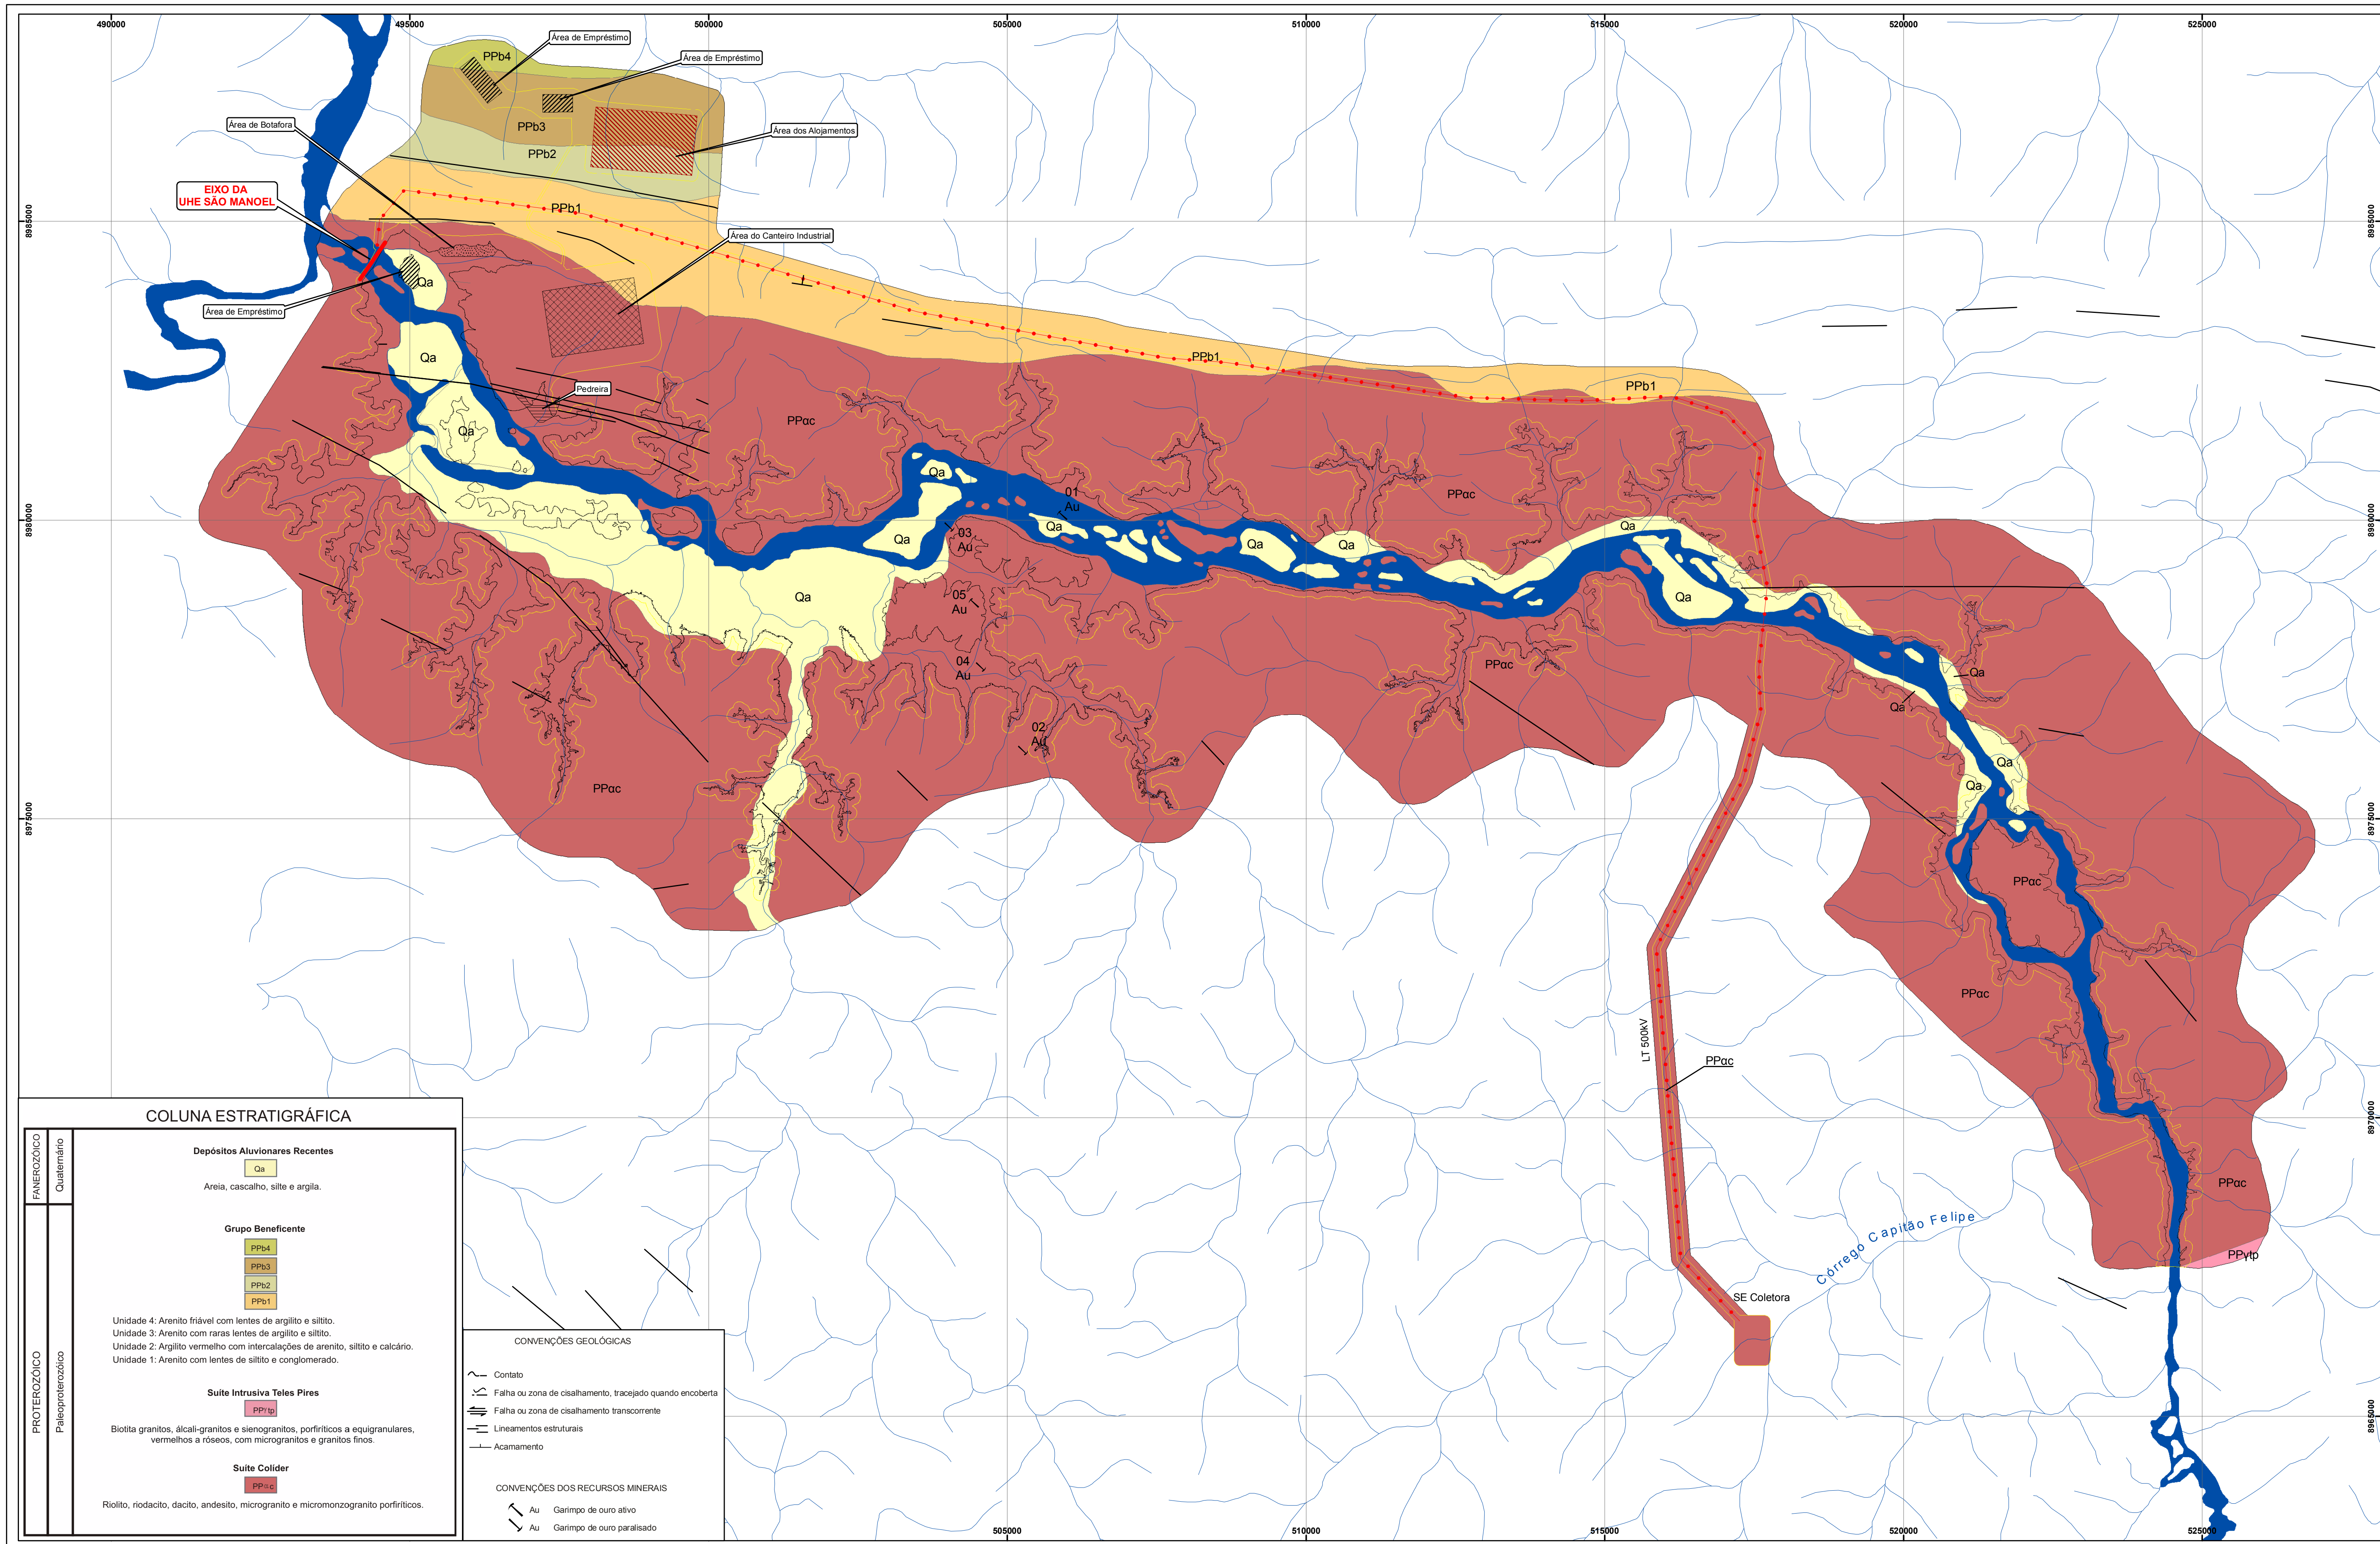 490000
495000
500000
505000
510000
515000
520000
525000
Área de Empréstimo
PPb4
Área de Empréstimo
Área de Botafora
PPb3
Área dos Alojamentos
PPb2
EIXO DA
UHE SÃO MANOEL
PPb1
8985000
8985000
Área do Canteiro Industrial
Qa
Área de Empréstimo
Qa
PPb1
PPb1
Pedreira
PPαc
Qa
Qa
01
Au
PPαc
8980000
8980000
Qa
Qa
03
Au
Qa
Qa
Qa
Qa
05
Au
Qa
Qa
04
Au
PPαc
Qa
Qa
02
Au
Qa
Qa
PPαc
8975000
8975000
PPαc
PPαc
LT 500kV
PPαc
8970000
PPαc
Córrego Capitão Felipe
PPγtp
SE Coletora
8965000
COLUNA ESTRATIGRÁFICA
FANEROZÓICO
Quaternário
Depósitos Aluvionares Recentes
Qa
Areia, cascalho, silte e argila.
PROTEROZÓICO
Paleoproterozóico
Grupo Beneficente
PPb4
PPb3
PPb2
PPb1
Unidade 4: Arenito friável com lentes de argilito e siltito.
Unidade 3: Arenito com raras lentes de argilito e siltito.
Unidade 2: Argilito vermelho com intercalações de arenito, siltito e calcário.
Unidade 1: Arenito com lentes de siltito e conglomerado.
Suíte Intrusiva Teles Pires
PPγtp
Biotita granitos, álcali-granitos e sienogranitos, porfiríticos a equigranulares,
vermelhos a róseos, com microgranitos e granitos finos.
Suíte Colíder
PPαc
Riolito, riodacito, dacito, andesito, microgranito e micromonzogranito porfiríticos.
CONVENÇÕES GEOLÓGICAS
Contato
Falha ou zona de cisalhamento, tracejado quando encoberta
Falha ou zona de cisalhamento transcorrente
Lineamentos estruturais
Acamamento
CONVENÇÕES DOS RECURSOS MINERAIS
Au Garimpo de ouro ativo
Au Garimpo de ouro paralisado
505000
510000
515000
520000
525000